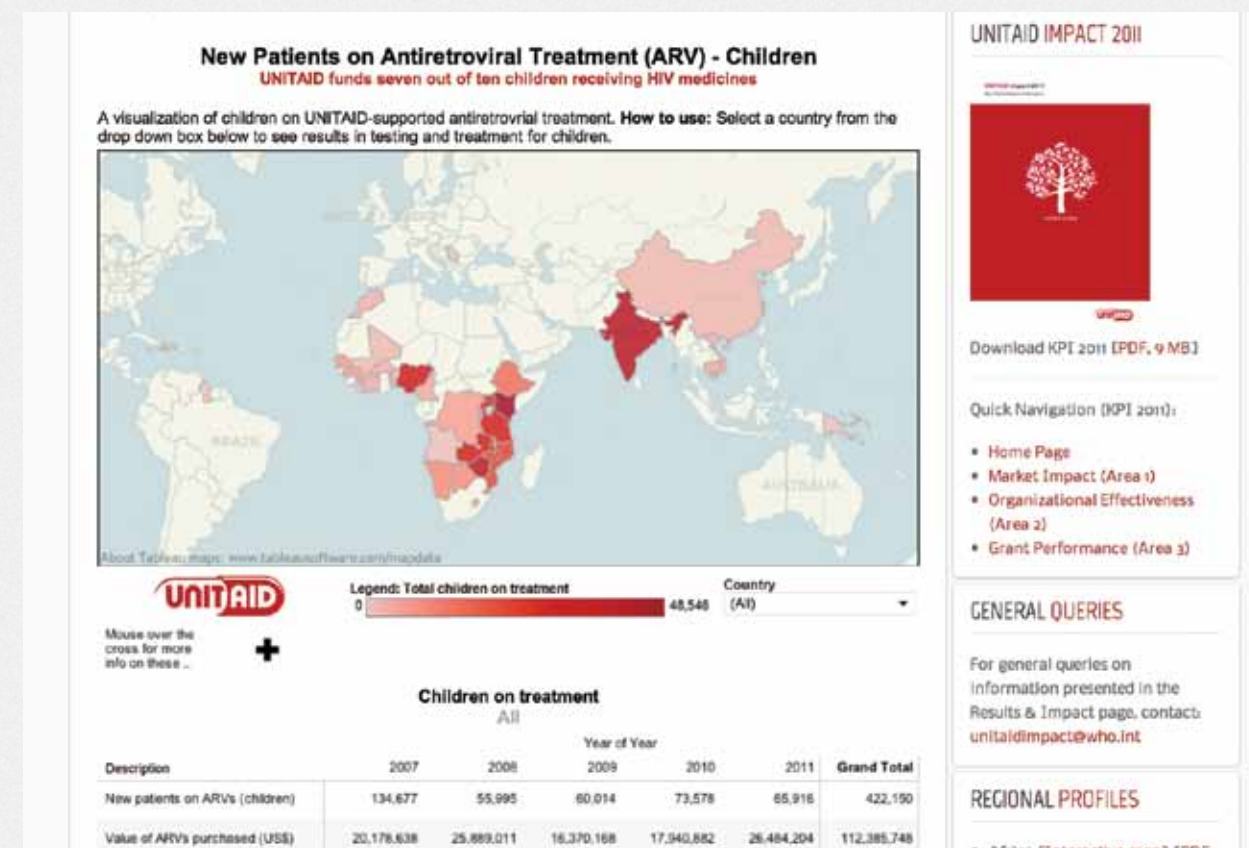 New Patients on Antiretroviral Treatment (ARV) - Children
UNITAID funds seven out of ten children receiving HIV medicines
A visualization of children on UNITAID-supported antiretrovrial treatment. How to use: Select a country from the
drop down box below to see results in testing and treatment for children.
BRAZIL
AUSTRALIA
About Tableau maps: www.tableausoftware.com/mapdata
UNITAID
Legend: Total children on treatment
0 48,546
Country
(All)
Mouse over the
cross for more
info on these ..
Children on treatment
All
Year of Year
Description 2007 2008 2009 2010 2011 Grand Total
New patients on ARVs (children) 134,677 55,995 60,014 73,578 65,916 422,150
Value of ARVs purchased (US$) 20,178,638 25,889,011 16,370,168 17,940,882 26,484,204 112,385,748
UNITAID IMPACT 2011
UNITAID
Download KPI 2011 [PDF, 9 MB]
Quick Navigation (KPI 2011):
• Home Page
• Market Impact (Area 1)
• Organizational Effectiveness
(Area 2)
• Grant Performance (Area 3)
GENERAL QUERIES
For general queries on
information presented in the
Results & Impact page, contact:
unitaidimpact@who.int
REGIONAL PROFILES